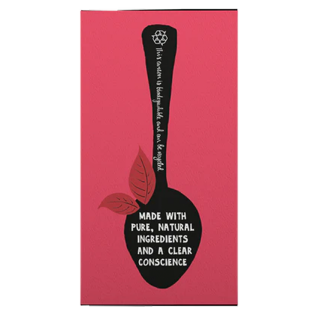 This carton is biodegradable and can be recycled.
MADE WITH
PURE, NATURAL
INGREDIENTS
AND A CLEAR
CONSCIENCE